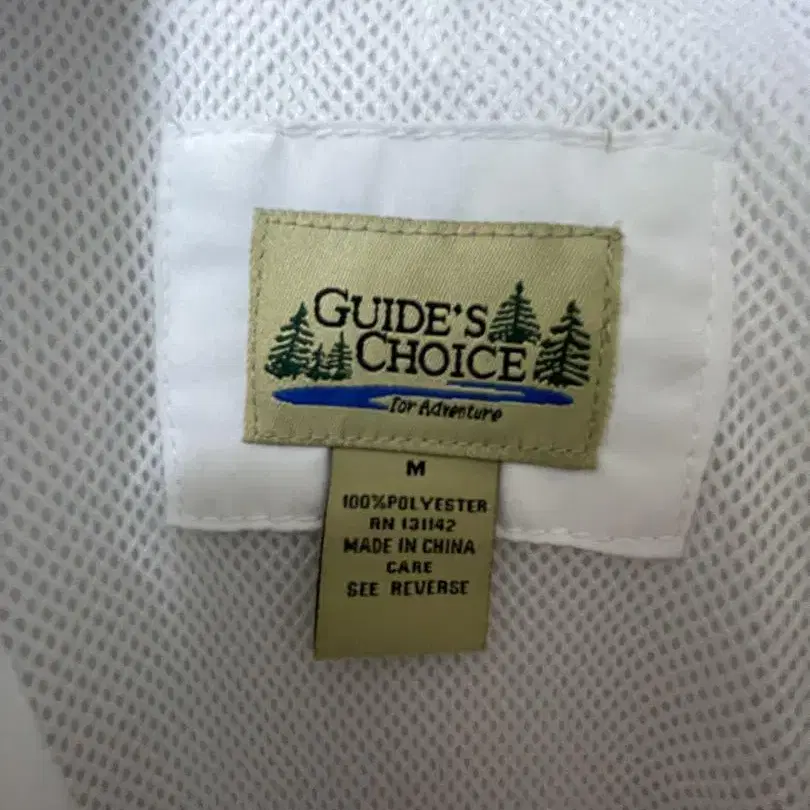 GUIDE'S
CHOICE
for Adventure
M
100%POLYESTER
RN 131142
MADE IN CHINA
CARE
SEE REVERSE